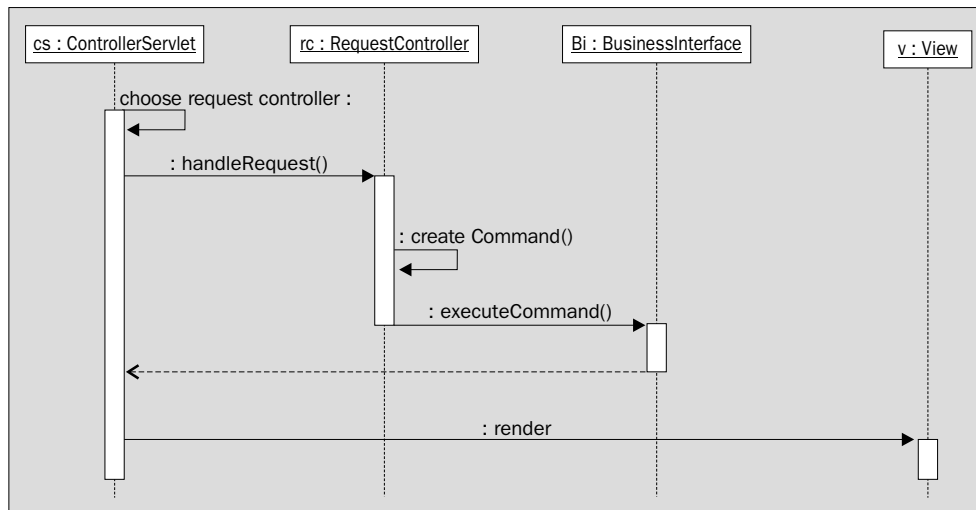 cs : ControllerServlet
rc : RequestController
Bi : BusinessInterface
v : View
choose request controller :
: handleRequest()
: create Command()
: executeCommand()
: render